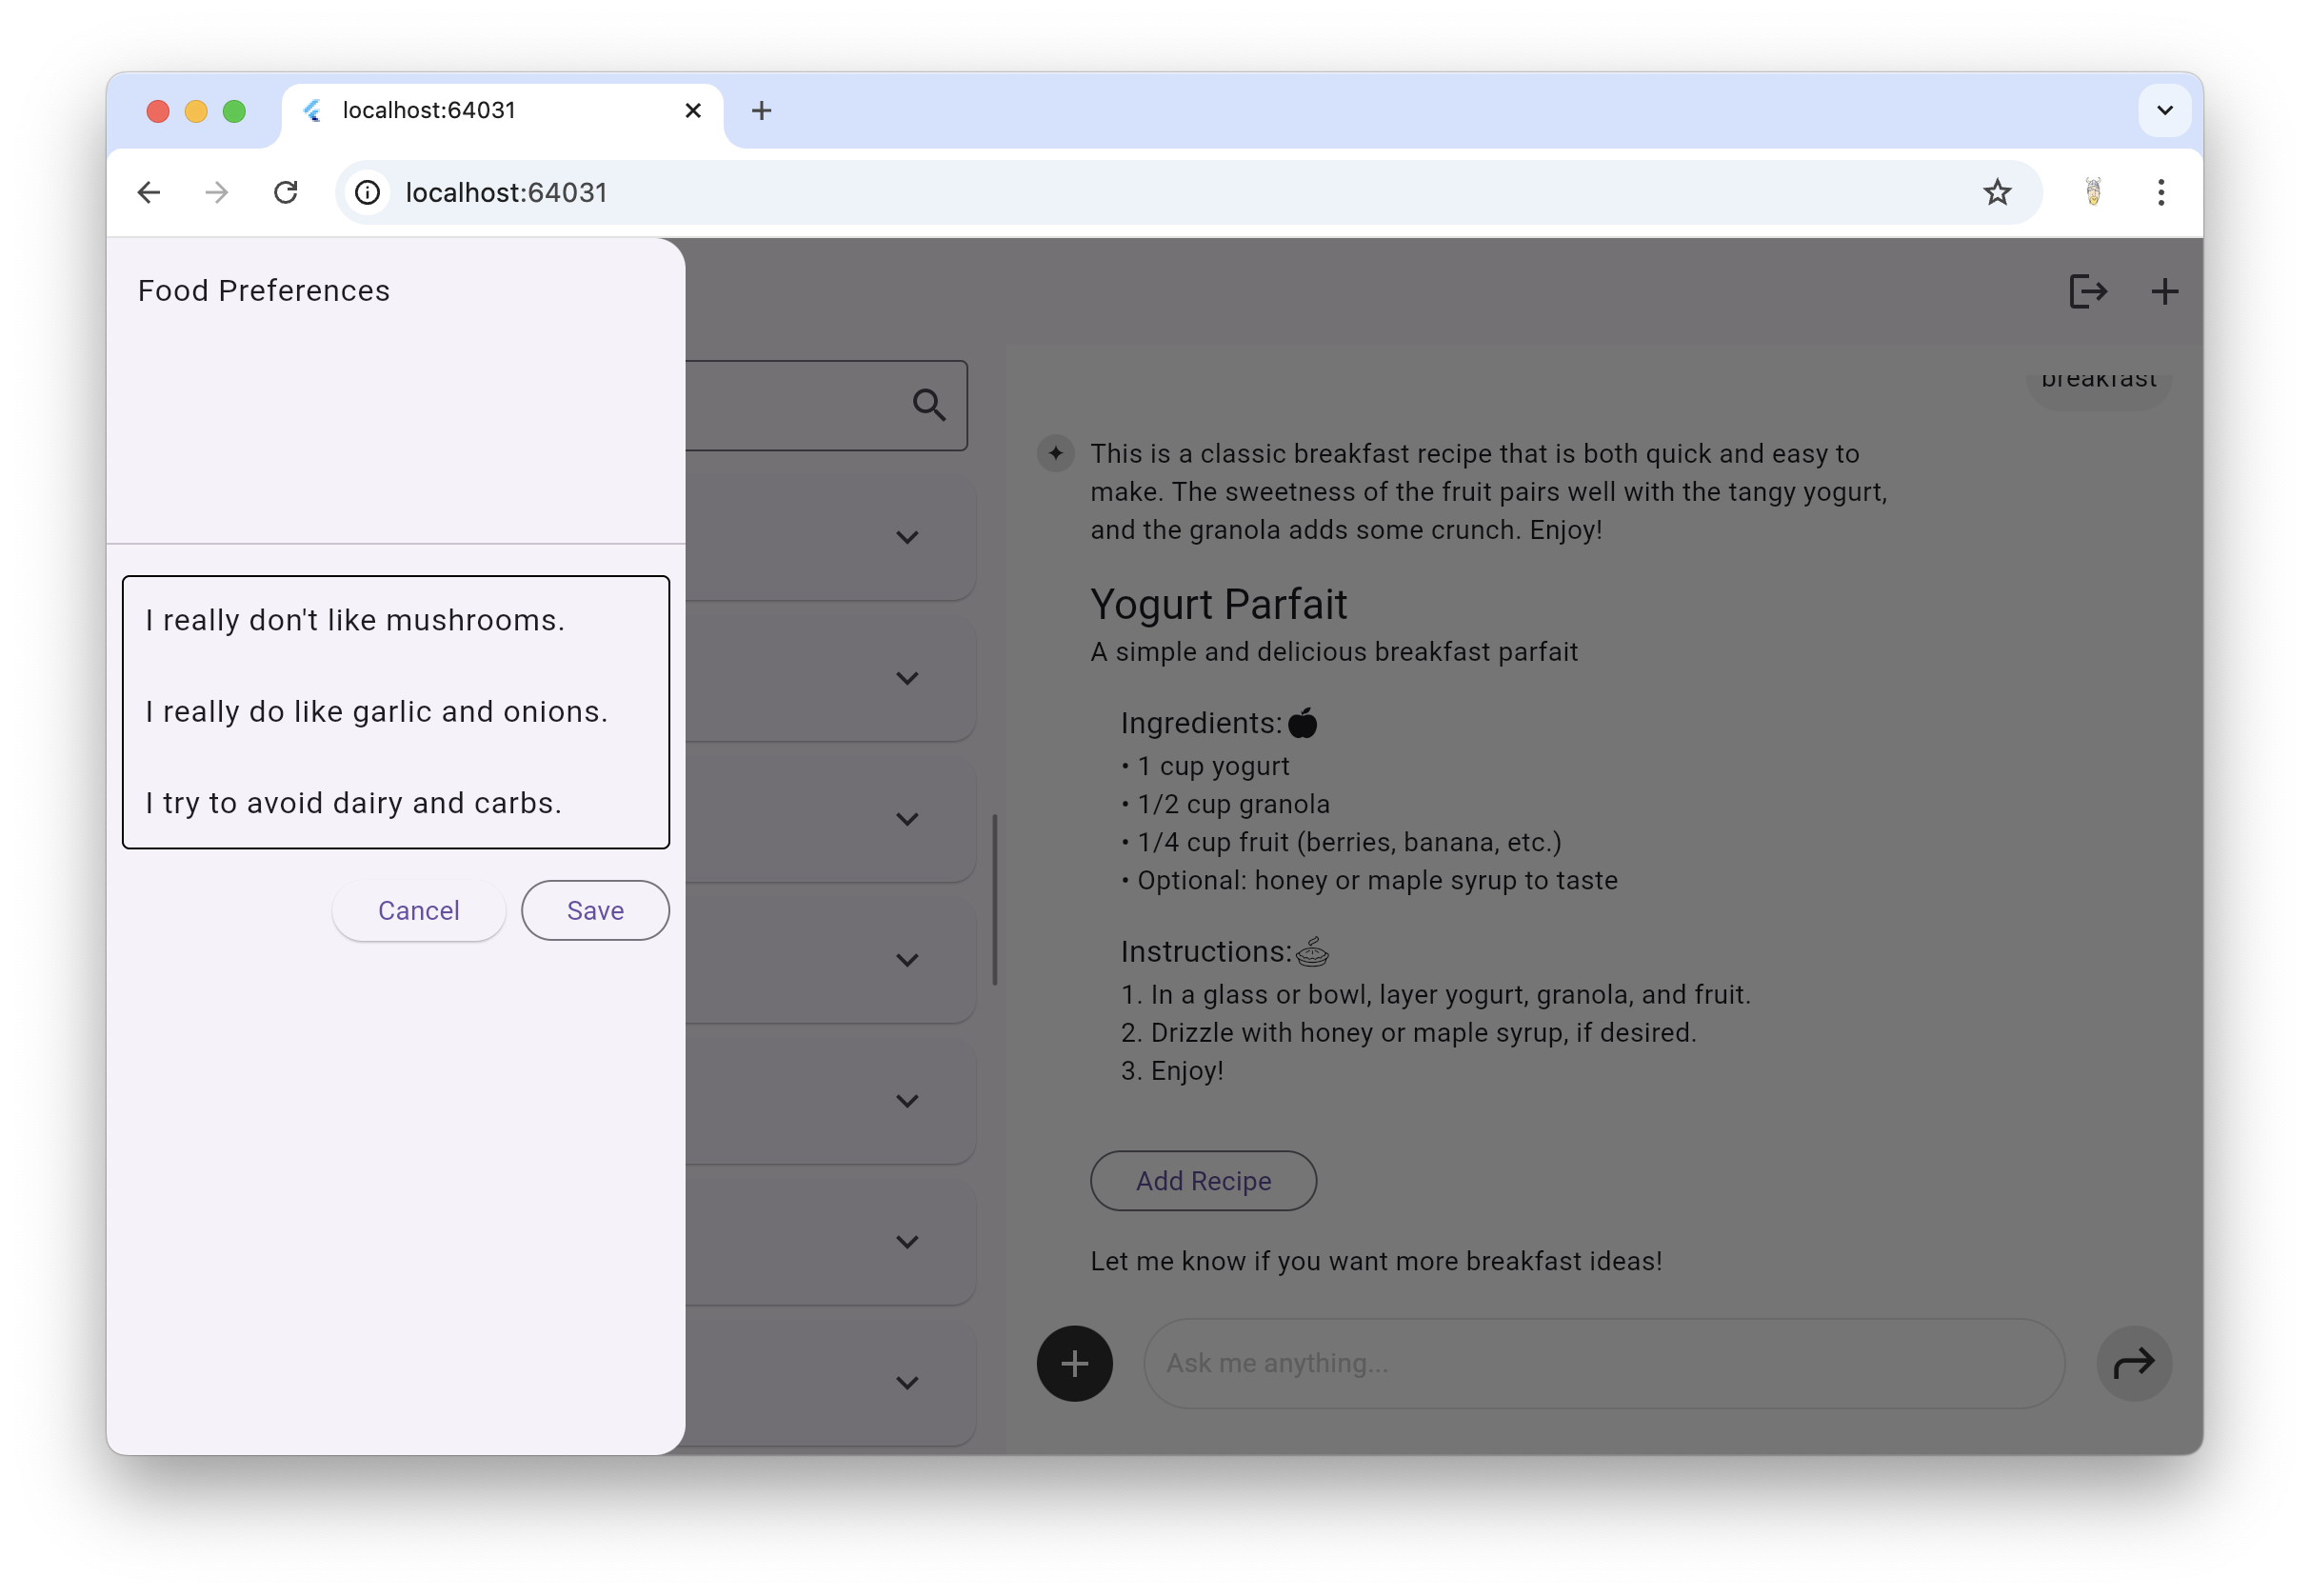 localhost:64031
localhost:64031
Food Preferences
I really don't like mushrooms.
I really do like garlic and onions.
I try to avoid dairy and carbs.
Cancel
Save
breakfast
This is a classic breakfast recipe that is both quick and easy to
make. The sweetness of the fruit pairs well with the tangy yogurt,
and the granola adds some crunch. Enjoy!
Yogurt Parfait
A simple and delicious breakfast parfait
Ingredients:
• 1 cup yogurt
• 1/2 cup granola
• 1/4 cup fruit (berries, banana, etc.)
• Optional: honey or maple syrup to taste
Instructions:
1. In a glass or bowl, layer yogurt, granola, and fruit.
2. Drizzle with honey or maple syrup, if desired.
3. Enjoy!
Add Recipe
Let me know if you want more breakfast ideas!
Ask me anything...